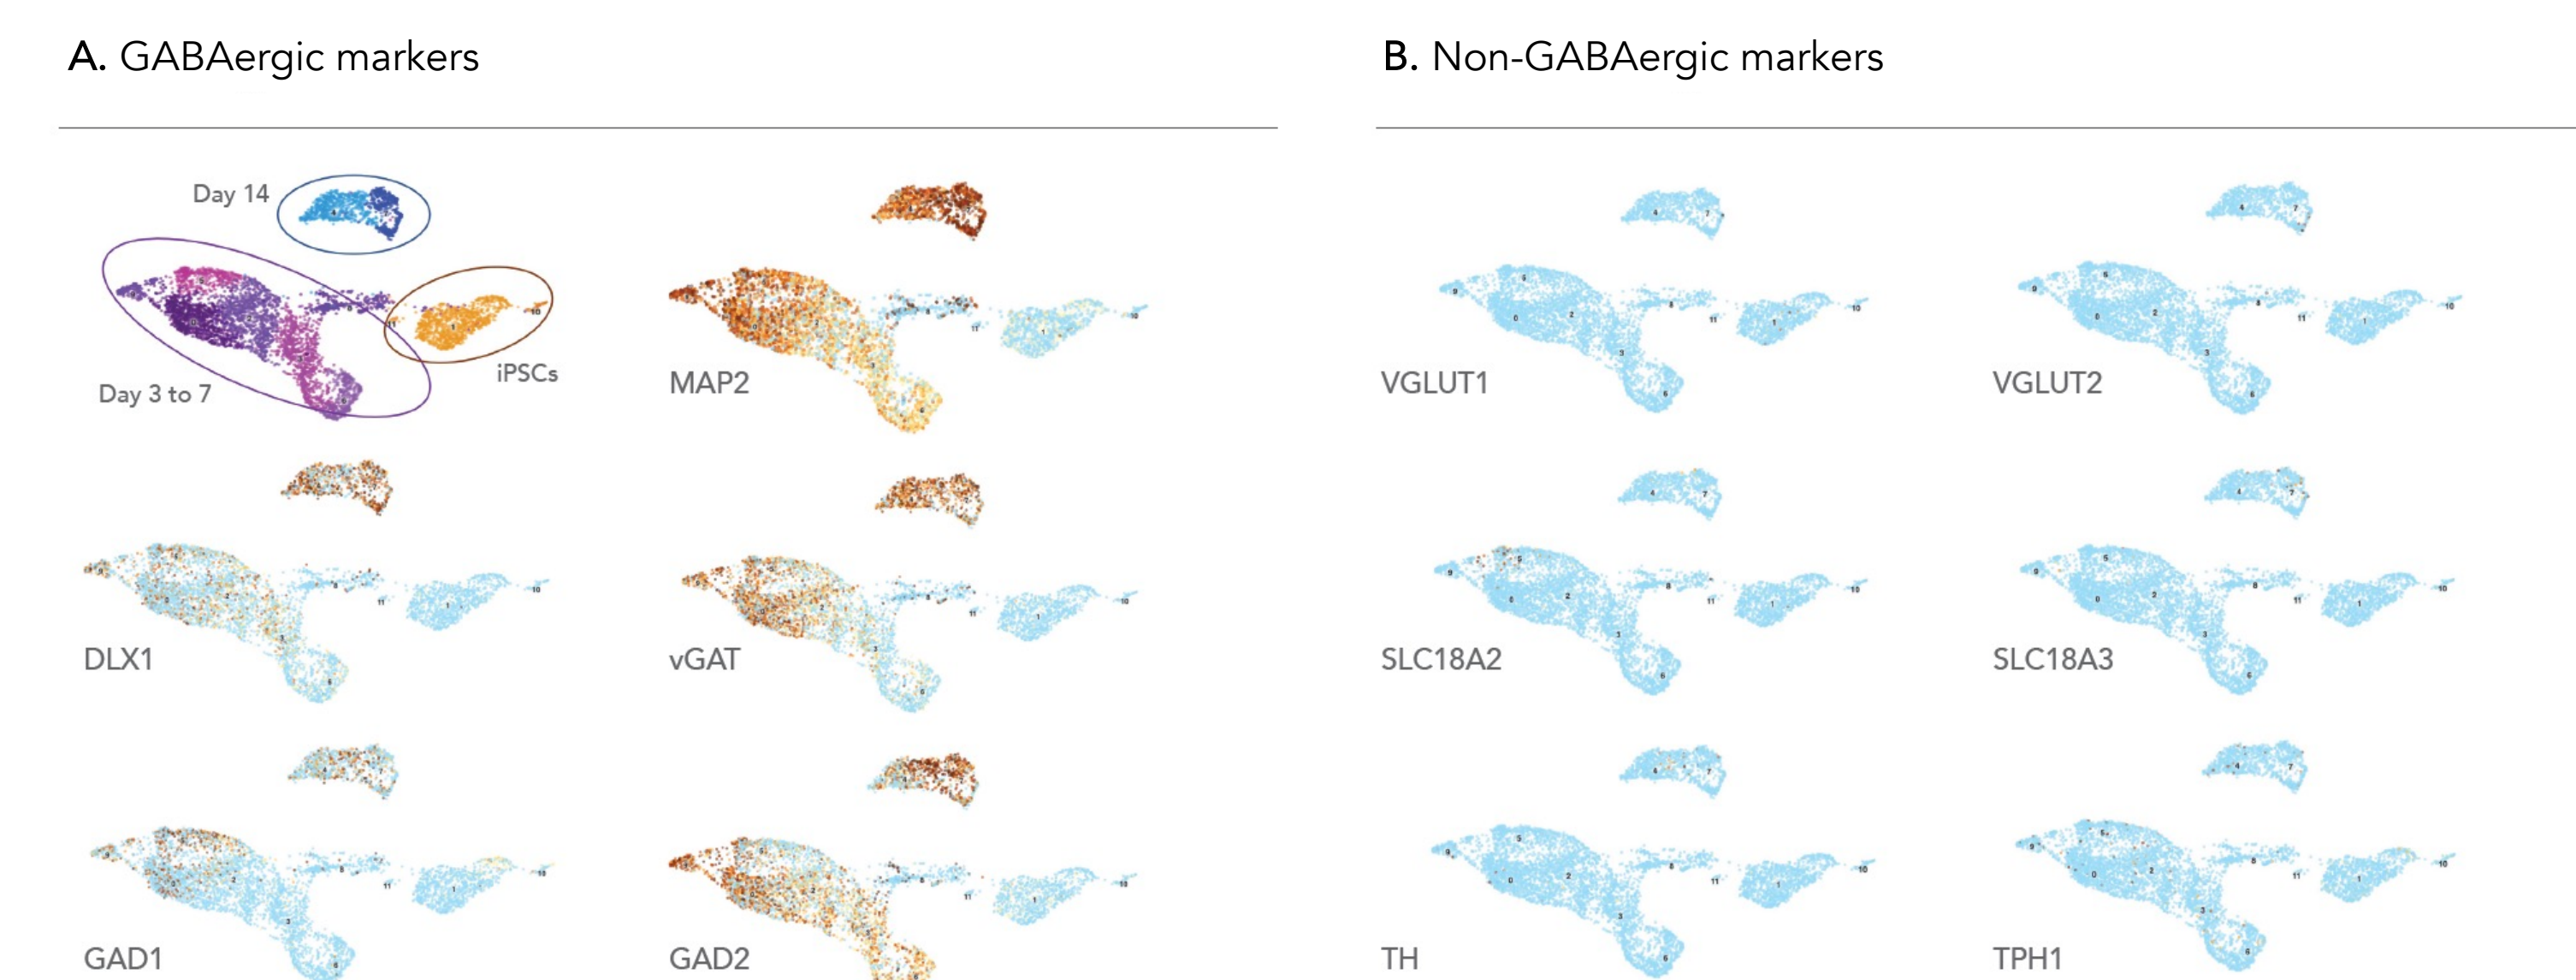 A. GABAergic markers
B. Non-GABAergic markers
Day 14
Day 3 to 7
iPSCs
MAP2
VGLUT1
VGLUT2
DLX1
vGAT
SLC18A2
SLC18A3
GAD1
GAD2
TH
TPH1